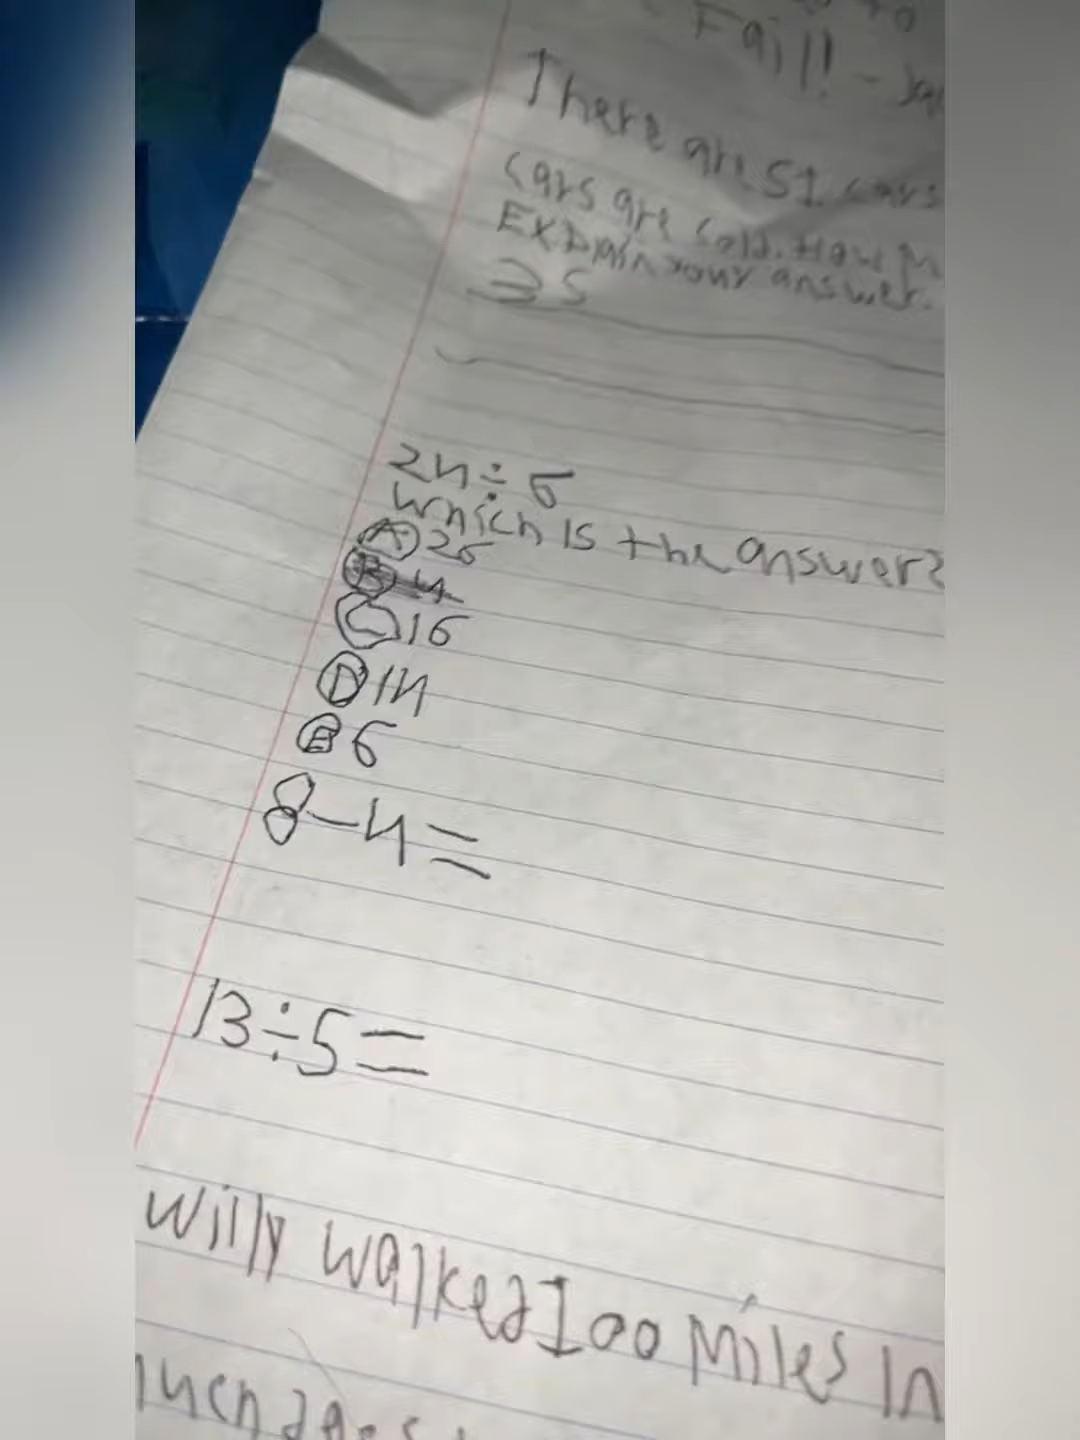 Fail! -
There are 51 cars
cars are sold. How
Explain your answer.
35
24 ÷ 6
which is the answer?
A 26
B 4
C 16
D 14
E 6
8-4=
13÷5=
Willy walked 100 Miles in